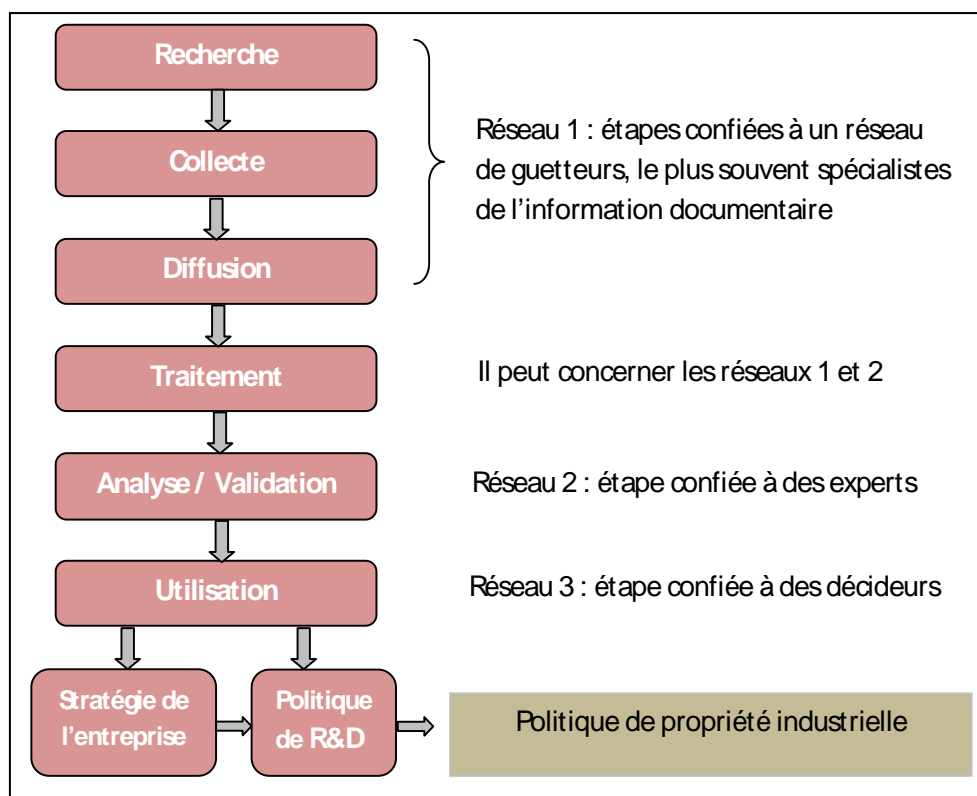 Recherche
Collecte
Diffusion
Réseau 1 : étapes confiées à un réseau
de guetteurs, le plus souvent spécialistes
de l’information documentaire
Traitement
Il peut concerner les réseaux 1 et 2
Analyse / Validation
Réseau 2 : étape confiée à des experts
Utilisation
Réseau 3 : étape confiée à des décideurs
Stratégie de
l’entreprise
Politique
de R&D
Politique de propriété industrielle